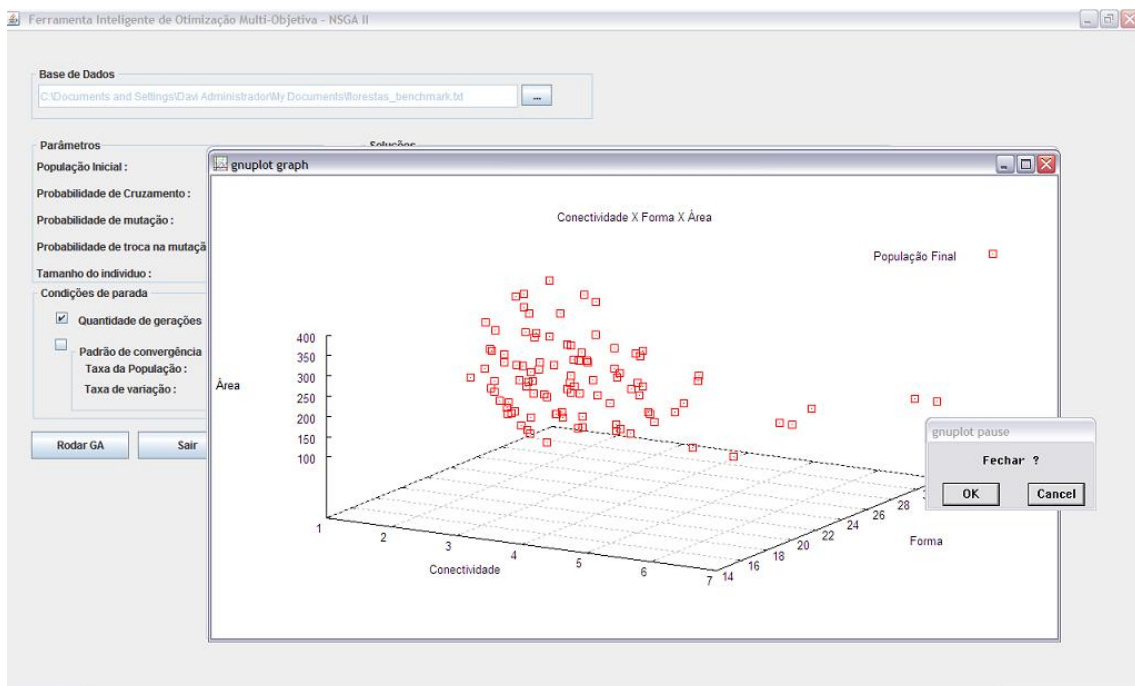 Ferramenta Inteligente de Otimização Multi-Objetiva - NSGA II
Base de Dados
C:\Documents and Settings\Davi Administrador\My Documents\florestas_benchmark.txt
...
Parâmetros
Soluções
População Inicial :
Probabilidade de Cruzamento :
Probabilidade de mutação :
Probabilidade de troca na mutaçã
Tamanho do individuo :
Condições de parada
Quantidade de gerações
Padrão de convergência
Taxa da População :
Taxa de variação :
Rodar GA
Sair
gnuplot graph
Conectividade X Forma X Área
População Final
400
350
300
250
200
150
100
Área
1
2
3
4
5
6
7
Conectividade
14
16
18
20
22
24
26
28
Forma
gnuplot pause
Fechar ?
OK
Cancel